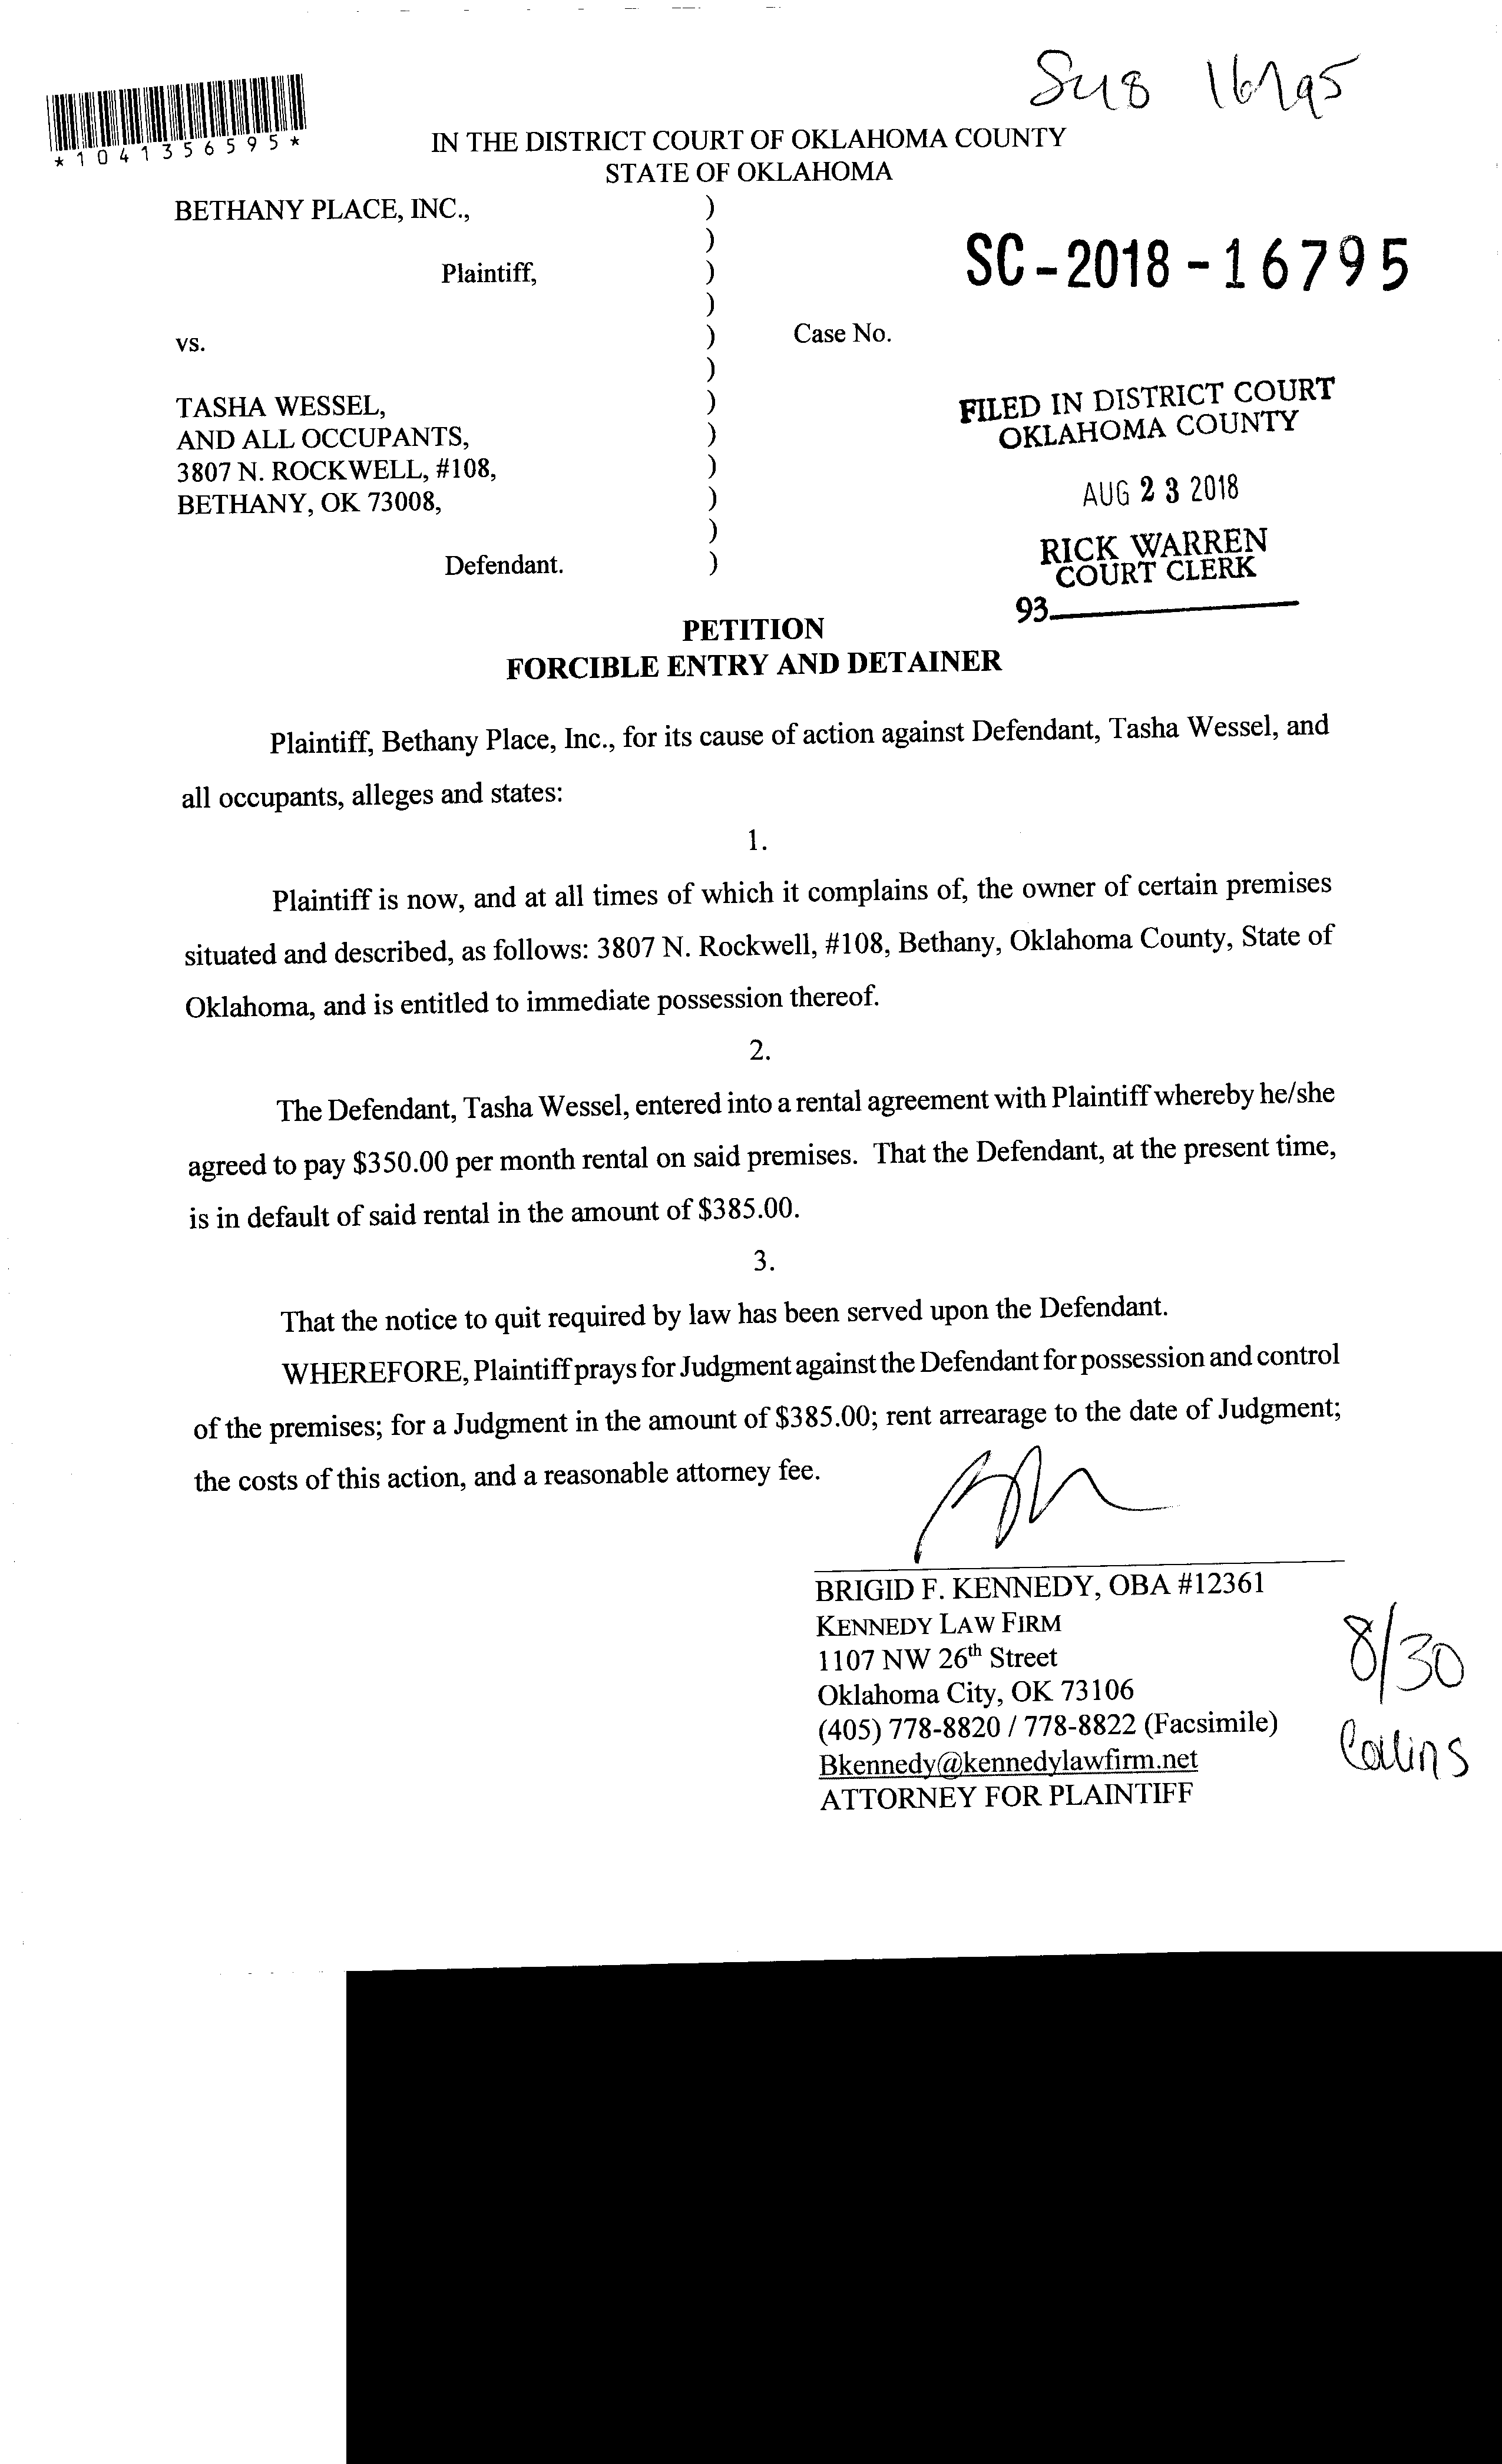 SC18 16795
*1041356595*
IN THE DISTRICT COURT OF OKLAHOMA COUNTY
STATE OF OKLAHOMA
BETHANY PLACE, INC., )
)
Plaintiff, )
)
vs. ) Case No. SC-2018-16795
)
TASHA WESSEL, )
AND ALL OCCUPANTS, )
3807 N. ROCKWELL, #108, )
BETHANY, OK 73008, )
)
Defendant. )
FILED IN DISTRICT COURT
OKLAHOMA COUNTY
AUG 23 2018
RICK WARREN
COURT CLERK
93
PETITION
FORCIBLE ENTRY AND DETAINER
Plaintiff, Bethany Place, Inc., for its cause of action against Defendant, Tasha Wessel, and
all occupants, alleges and states:
1.
Plaintiff is now, and at all times of which it complains of, the owner of certain premises
situated and described, as follows: 3807 N. Rockwell, #108, Bethany, Oklahoma County, State of
Oklahoma, and is entitled to immediate possession thereof.
2.
The Defendant, Tasha Wessel, entered into a rental agreement with Plaintiff whereby he/she
agreed to pay $350.00 per month rental on said premises. That the Defendant, at the present time,
is in default of said rental in the amount of $385.00.
3.
That the notice to quit required by law has been served upon the Defendant.
WHEREFORE, Plaintiff prays for Judgment against the Defendant for possession and control
of the premises; for a Judgment in the amount of $385.00; rent arrearage to the date of Judgment;
the costs of this action, and a reasonable attorney fee.
BRIGID F. KENNEDY, OBA #12361
KENNEDY LAW FIRM
1107 NW 26th Street
Oklahoma City, OK 73106
(405) 778-8820 / 778-8822 (Facsimile)
Bkennedy@kennedylawfirm.net
ATTORNEY FOR PLAINTIFF
8/30
Collins